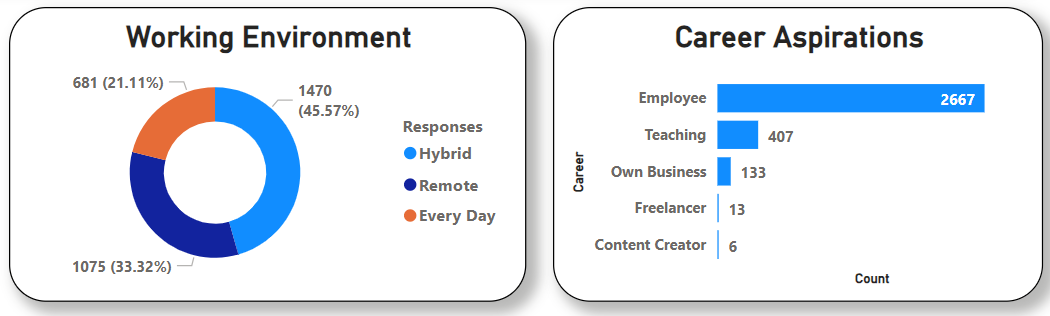 Working Environment
681 (21.11%)
1470
(45.57%)
Responses
Hybrid
Remote
Every Day
1075 (33.32%)
Career Aspirations
Career
Employee
2667
Teaching
407
Own Business
133
Freelancer
13
Content Creator
6
Count